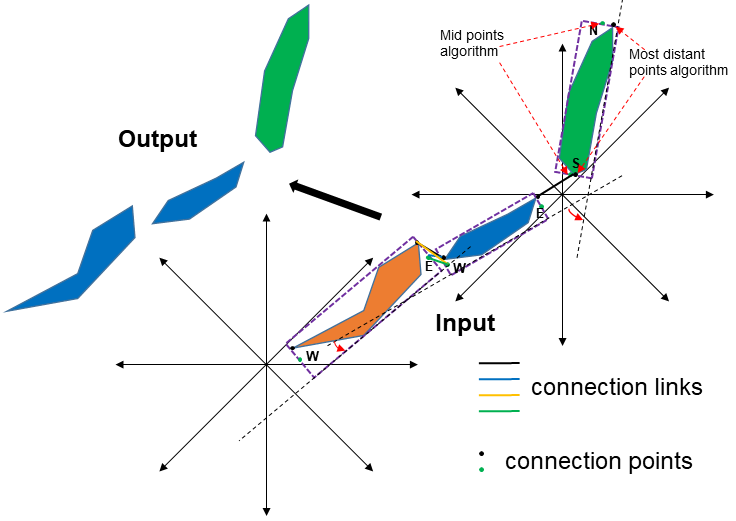 N
Mid points
algorithm
Most distant
points algorithm
Output
S
E
E
W
Input
W
connection links
connection points